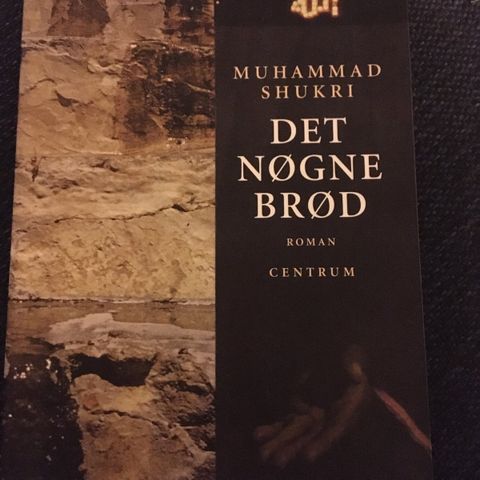 MUHAMMAD
SHUKRI
DET
NØGNE
BRØD
ROMAN
CENTRUM